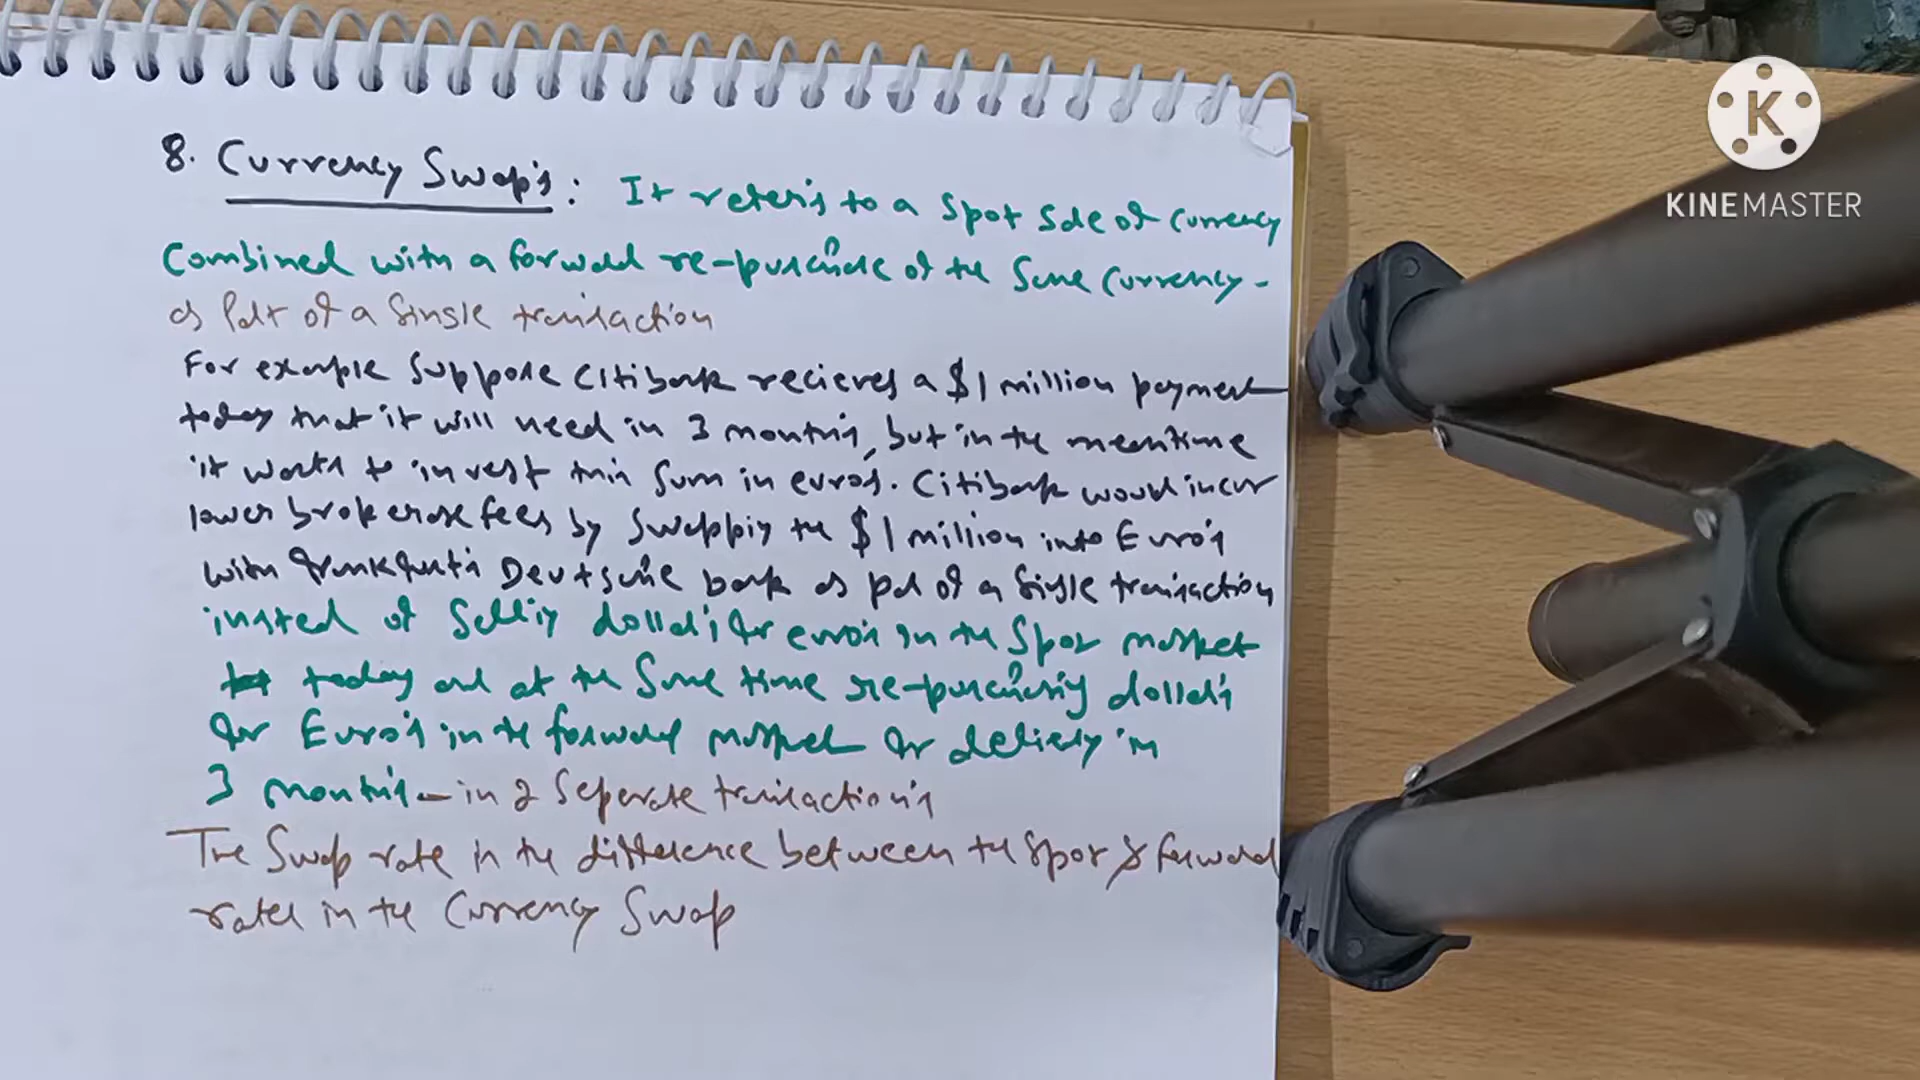 8. Currency Swap's : It refer's to a Spot Sale of Currency
Combined with a forward re-purchase of the Same Currency -
as Part of a Single transaction
For example Suppose Citibank recieves a $1 million payment
today that it will need in 3 months, but in the meantime
it wants to invest this Sum in euros. Citibank would incur
lower brokerage fees by Swapping the $1 million into Euro's
with Frankfurt's Deutsche bank as part of a Single transaction
insted of Selling dollars for euros in the Spot market
today and at the Same time re-purchasing dollar's
for Euro's in the forward market for delivery in
3 months - in 2 Seperate transaction's
The Swap rate is the difference between the Spot & forward
rates in the Currency Swap
K
KINEMASTER